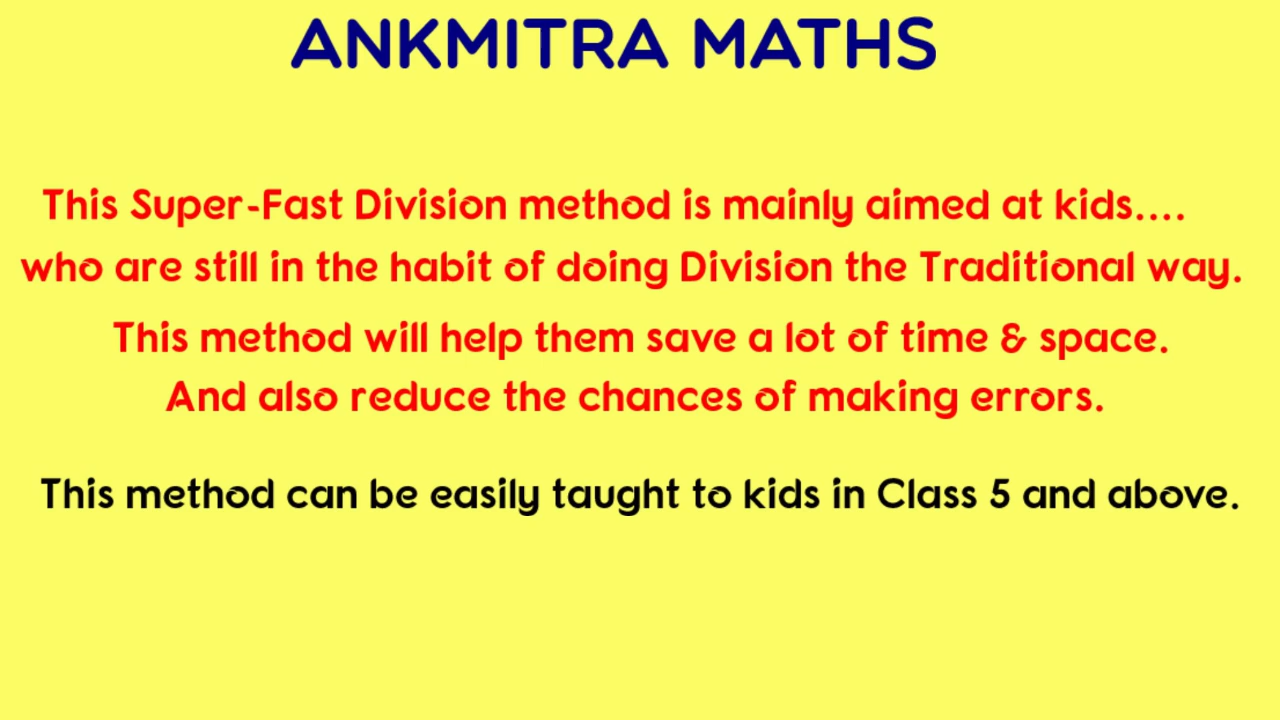 ANKMITRA MATHS
This Super-Fast Division method is mainly aimed at kids....
who are still in the habit of doing Division the Traditional way.
This method will help them save a lot of time & space.
And also reduce the chances of making errors.
This method can be easily taught to kids in Class 5 and above.